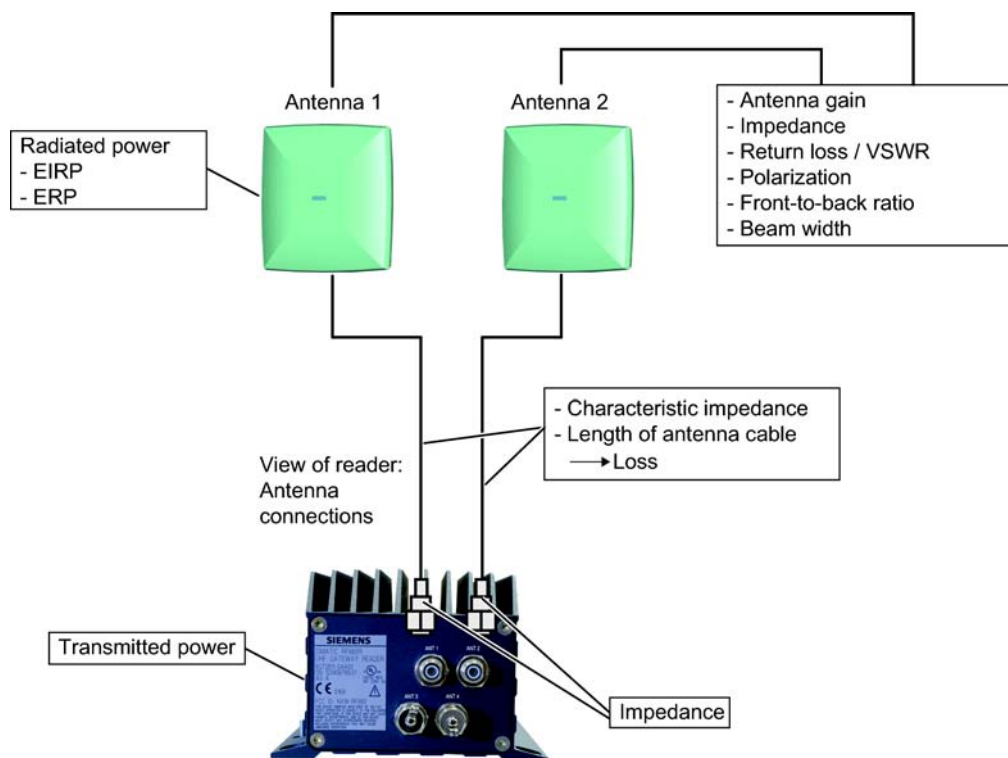 Antenna 1
Antenna 2
- Antenna gain
- Impedance
- Return loss / VSWR
- Polarization
- Front-to-back ratio
- Beam width
Radiated power
- EIRP
- ERP
- Characteristic impedance
- Length of antenna cable
→ Loss
View of reader:
Antenna
connections
Transmitted power
SIEMENS
ANT 1
ANT 2
ANT 3
ANT 4
CE
Impedance